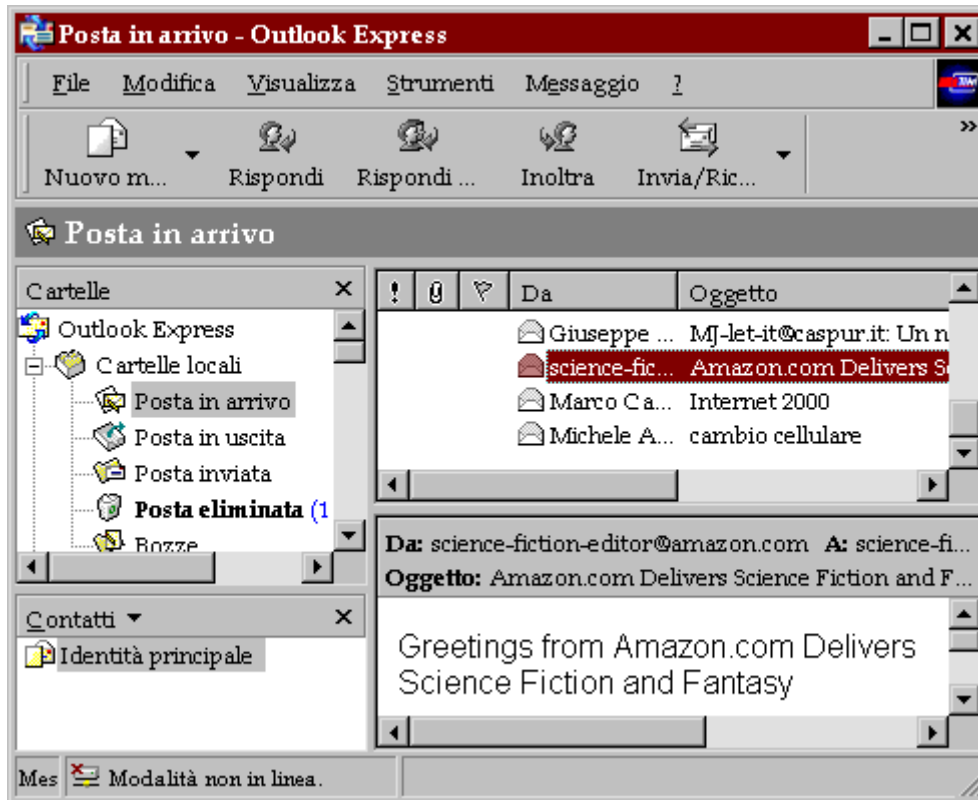 Posta in arrivo - Outlook Express
File Modifica Visualizza Strumenti Messaggio ?
Nuovo m... Rispondi Rispondi ... Inoltra Invia/Ric... »
Posta in arrivo
Cartelle
Outlook Express
Cartelle locali
Posta in arrivo
Posta in uscita
Posta inviata
Posta eliminata (1
Bozze
Contatti
Identità principale
! Da Oggetto
Giuseppe ... MJ-let-it@caspur.it: Un n
science-fic... Amazon.com Delivers S
Marco Ca... Internet 2000
Michele A... cambio cellulare
Da: science-fiction-editor@amazon.com A: science-fi...
Oggetto: Amazon.com Delivers Science Fiction and F...
Greetings from Amazon.com Delivers
Science Fiction and Fantasy
Mes Modalità non in linea.